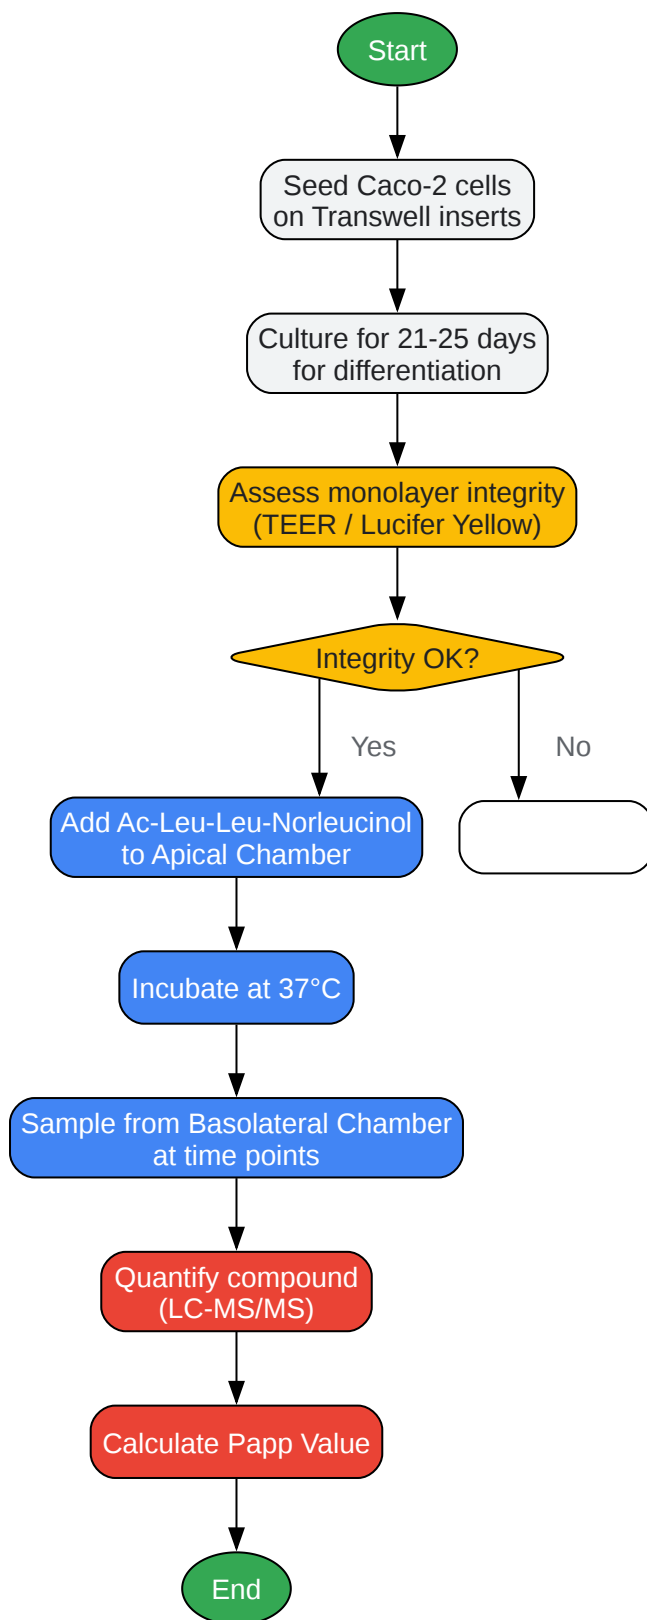 Start
Seed Caco-2 cells
on Transwell inserts
Culture for 21-25 days
for differentiation
Assess monolayer integrity
(TEER / Lucifer Yellow)
Integrity OK?
Yes
No
Add Ac-Leu-Leu-Norleucinol
to Apical Chamber
Incubate at 37°C
Sample from Basolateral Chamber
at time points
Quantify compound
(LC-MS/MS)
Calculate Papp Value
End